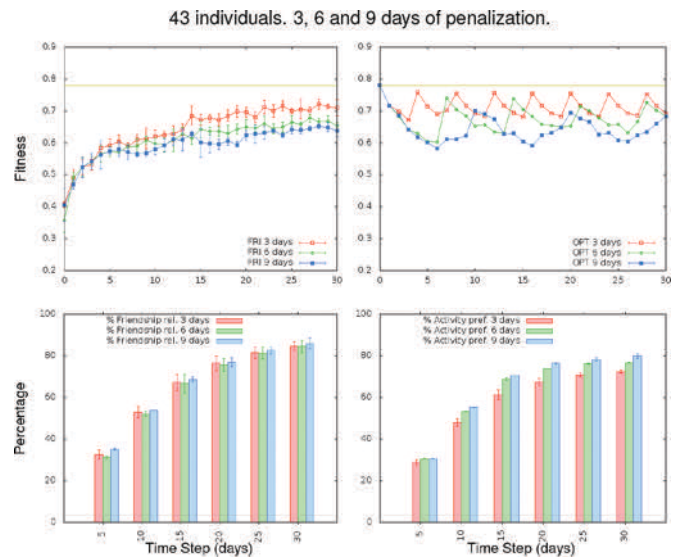 43 individuals. 3, 6 and 9 days of penalization.
Fitness
0.9
0.8
0.7
0.6
0.5
0.4
0.3
0.2
0 5 10 15 20 25 30
FRI 3 days
FRI 6 days
FRI 9 days
0.9
0.8
0.7
0.6
0.5
0.4
0.3
0.2
0 5 10 15 20 25 30
OPT 3 days
OPT 6 days
OPT 9 days
Percentage
100
80
60
40
20
0
% Friendship rel. 3 days
% Friendship rel. 6 days
% Friendship rel. 9 days
5 10 15 20 25 30
Time Step (days)
100
80
60
40
20
0
% Activity pref. 3 days
% Activity pref. 6 days
% Activity pref. 9 days
5 10 15 20 25 30
Time Step (days)